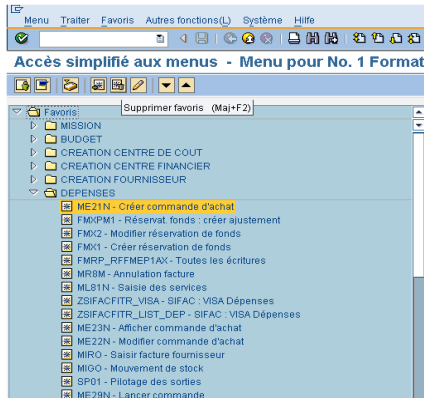 Menu Traiter Favoris Autres fonctions(L) Système Hilfe
Accès simplifié aux menus - Menu pour No. 1 Format
Supprimer favoris (Maj+F2)
Favoris
MISSION
BUDGET
CREATION CENTRE DE COUT
CREATION CENTRE FINANCIER
CREATION FOURNISSEUR
DEPENSES
ME21N - Créer commande d'achat
FMXPM1 - Réservat. fonds : créer ajustement
FMX2 - Modifier réservation de fonds
FMX1 - Créer réservation de fonds
FMRP_RFFMEP1AX - Toutes les écritures
MR8M - Annulation facture
ML81N - Saisie des services
ZSIFACFITR_VISA - SIFAC : VISA Dépenses
ZSIFACFITR_LIST_DEP - SIFAC : VISA Dépenses
ME23N - Afficher commande d'achat
ME22N - Modifier commande d'achat
MIRO - Saisir facture fournisseur
MIGO - Mouvement de stock
SP01 - Pilotage des sorties
ME29N - Lancer commande